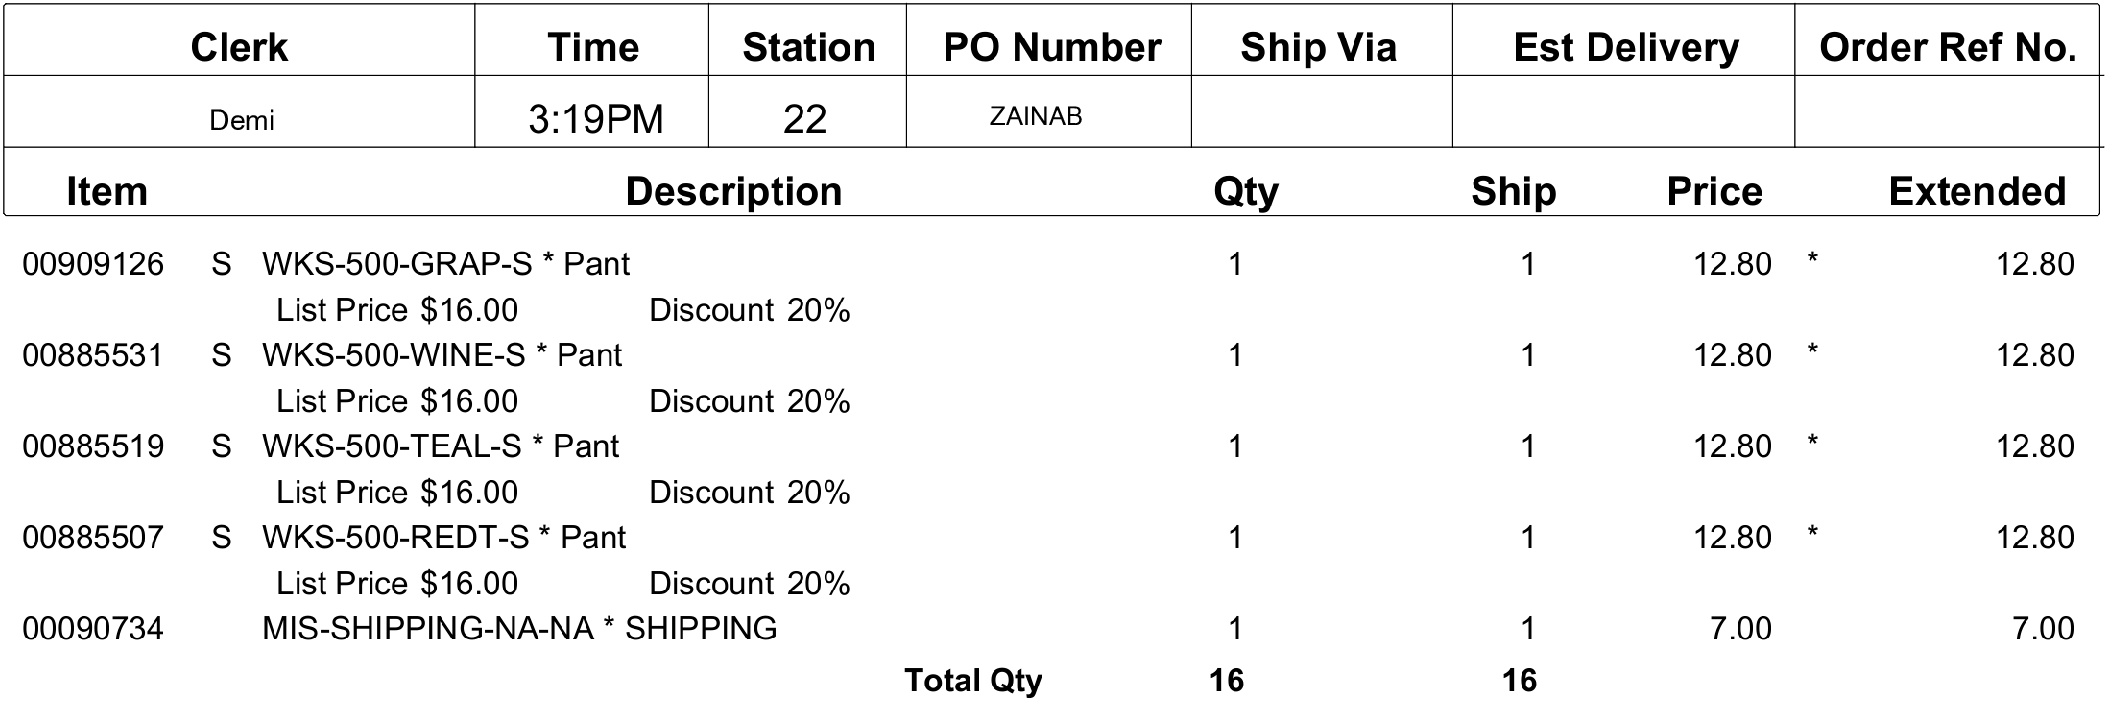 Clerk Time Station PO Number Ship Via Est Delivery Order Ref No.
Demi 3:19PM 22 ZAINAB
Item Description Qty Ship Price Extended
00909126 S WKS-500-GRAP-S * Pant 1 1 12.80 * 12.80
List Price $16.00 Discount 20%
00885531 S WKS-500-WINE-S * Pant 1 1 12.80 * 12.80
List Price $16.00 Discount 20%
00885519 S WKS-500-TEAL-S * Pant 1 1 12.80 * 12.80
List Price $16.00 Discount 20%
00885507 S WKS-500-REDT-S * Pant 1 1 12.80 * 12.80
List Price $16.00 Discount 20%
00090734 MIS-SHIPPING-NA-NA * SHIPPING 1 1 7.00 7.00
Total Qty 16 16